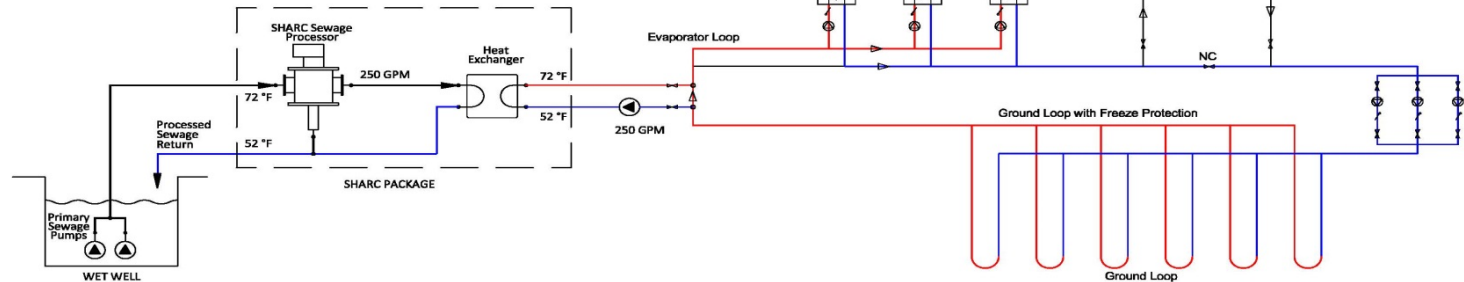 SHARC Sewage
Processor
Heat
Exchanger
Evaporator Loop
250 GPM
72 °F
72 °F
NC
Processed
Sewage
Return
52 °F
52 °F
250 GPM
Ground Loop with Freeze Protection
SHARC PACKAGE
Primary
Sewage
Pumps
WET WELL
Ground Loop